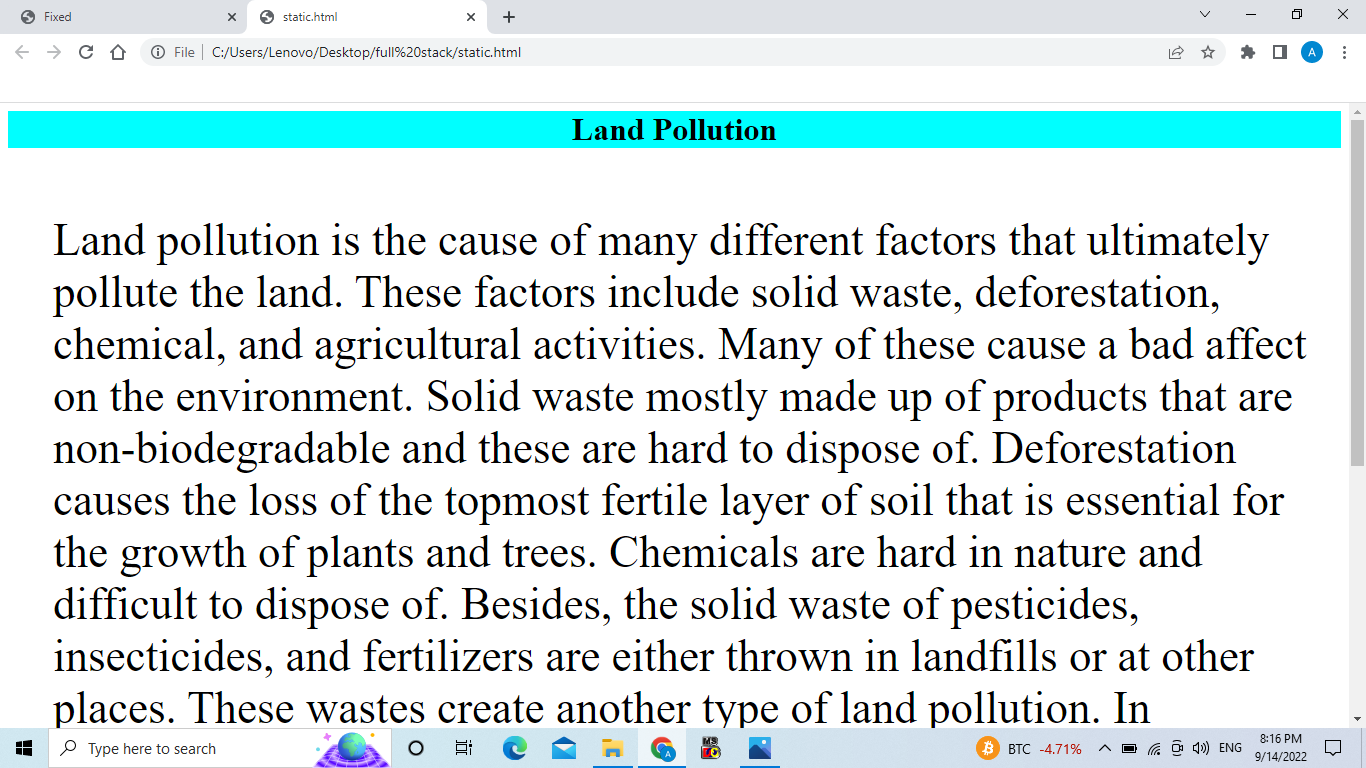 Fixed
static.html
File
C:/Users/Lenovo/Desktop/full%20stack/static.html
A
Land Pollution
Land pollution is the cause of many different factors that ultimately
pollute the land. These factors include solid waste, deforestation,
chemical, and agricultural activities. Many of these cause a bad affect
on the environment. Solid waste mostly made up of products that are
non-biodegradable and these are hard to dispose of. Deforestation
causes the loss of the topmost fertile layer of soil that is essential for
the growth of plants and trees. Chemicals are hard in nature and
difficult to dispose of. Besides, the solid waste of pesticides,
insecticides, and fertilizers are either thrown in landfills or at other
places. These wastes create another type of land pollution. In
Type here to search
A
BTC -4.71%
ENG
8:16 PM
9/14/2022